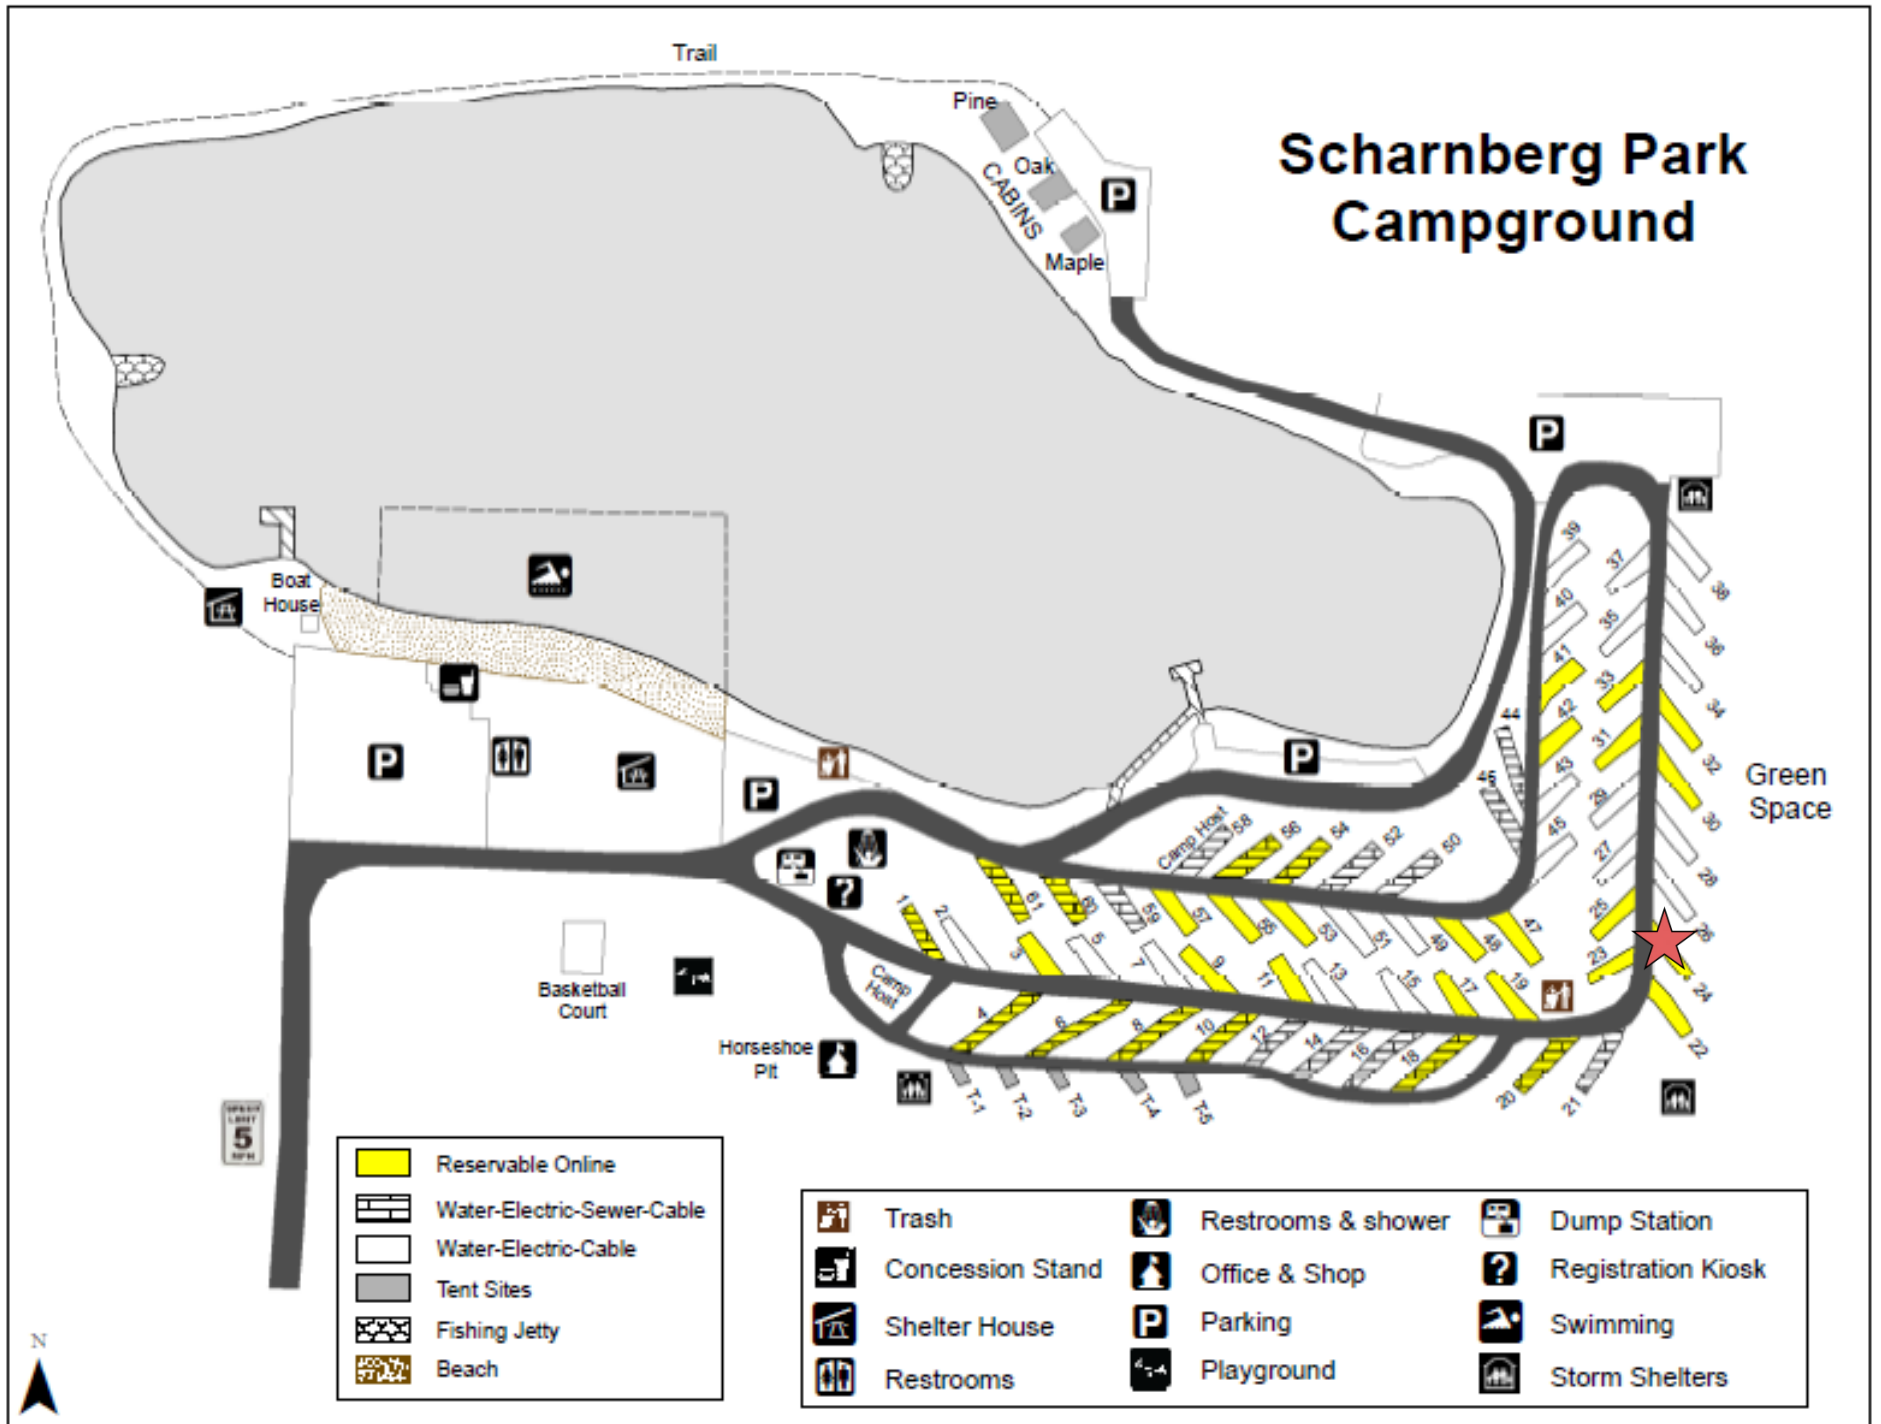 Trail
Scharnberg Park
Campground
Pine
Oak
CABINS
Maple
P
P
Boat
House
P
P
P
Green
Space
Camp Host
?
Basketball
Court
Camp
Host
Horseshoe
Pit
39
37
38
40
35
36
41
33
34
42
31
32
44
46
43
29
30
45
27
28
58
56
54
52
50
1
2
61
60
59
57
55
53
51
49
48
47
25
26
3
5
7
9
11
13
15
17
19
23
24
4
6
8
10
12
14
16
18
20
21
22
T-1
T-2
T-3
T-4
T-5
SPEED
LIMIT
5
MPH
Reservable Online
Water-Electric-Sewer-Cable
Water-Electric-Cable
Tent Sites
Fishing Jetty
Beach
Trash
Concession Stand
Shelter House
Restrooms
Restrooms & shower
Office & Shop
P Parking
Playground
Dump Station
? Registration Kiosk
Swimming
Storm Shelters
N